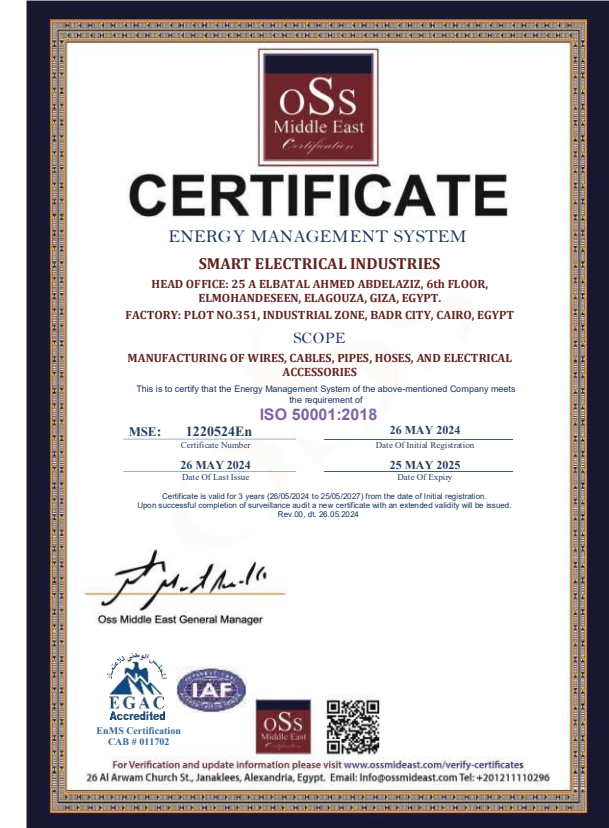 OSS
Middle East
Certification
CERTIFICATE
ENERGY MANAGEMENT SYSTEM
SMART ELECTRICAL INDUSTRIES
HEAD OFFICE: 25 A ELBATAL AHMED ABDELAZIZ, 6th FLOOR,
ELMOHANDESEEN, ELAGOUZA, GIZA, EGYPT.
FACTORY: PLOT NO.351, INDUSTRIAL ZONE, BADR CITY, CAIRO, EGYPT
SCOPE
MANUFACTURING OF WIRES, CABLES, PIPES, HOSES, AND ELECTRICAL
ACCESSORIES
This is to certify that the Energy Management System of the above-mentioned Company meets
the requirement of
ISO 50001:2018
MSE: 1220524En 26 MAY 2024
Certificate Number Date Of Initial Registration
26 MAY 2024 25 MAY 2025
Date Of Last Issue Date Of Expiry
Certificate is valid for 3 years (26/05/2024 to 25/05/2027) from the date of Initial registration.
Upon successful completion of surveillance audit a new certificate with an extended validity will be issued.
Rev.00, dt. 26.05.2024
Oss Middle East General Manager
المجلس الوطني للاعتماد
EGAC
Accredited
EnMS Certification
CAB # 011702
IAF
OSS
Middle East
Certification
For Verification and update information please visit www.ossmideast.com/verify-certificates
26 Al Arwam Church St., Janaklees, Alexandria, Egypt. Email: Info@ossmideast.com Tel: +201211110296